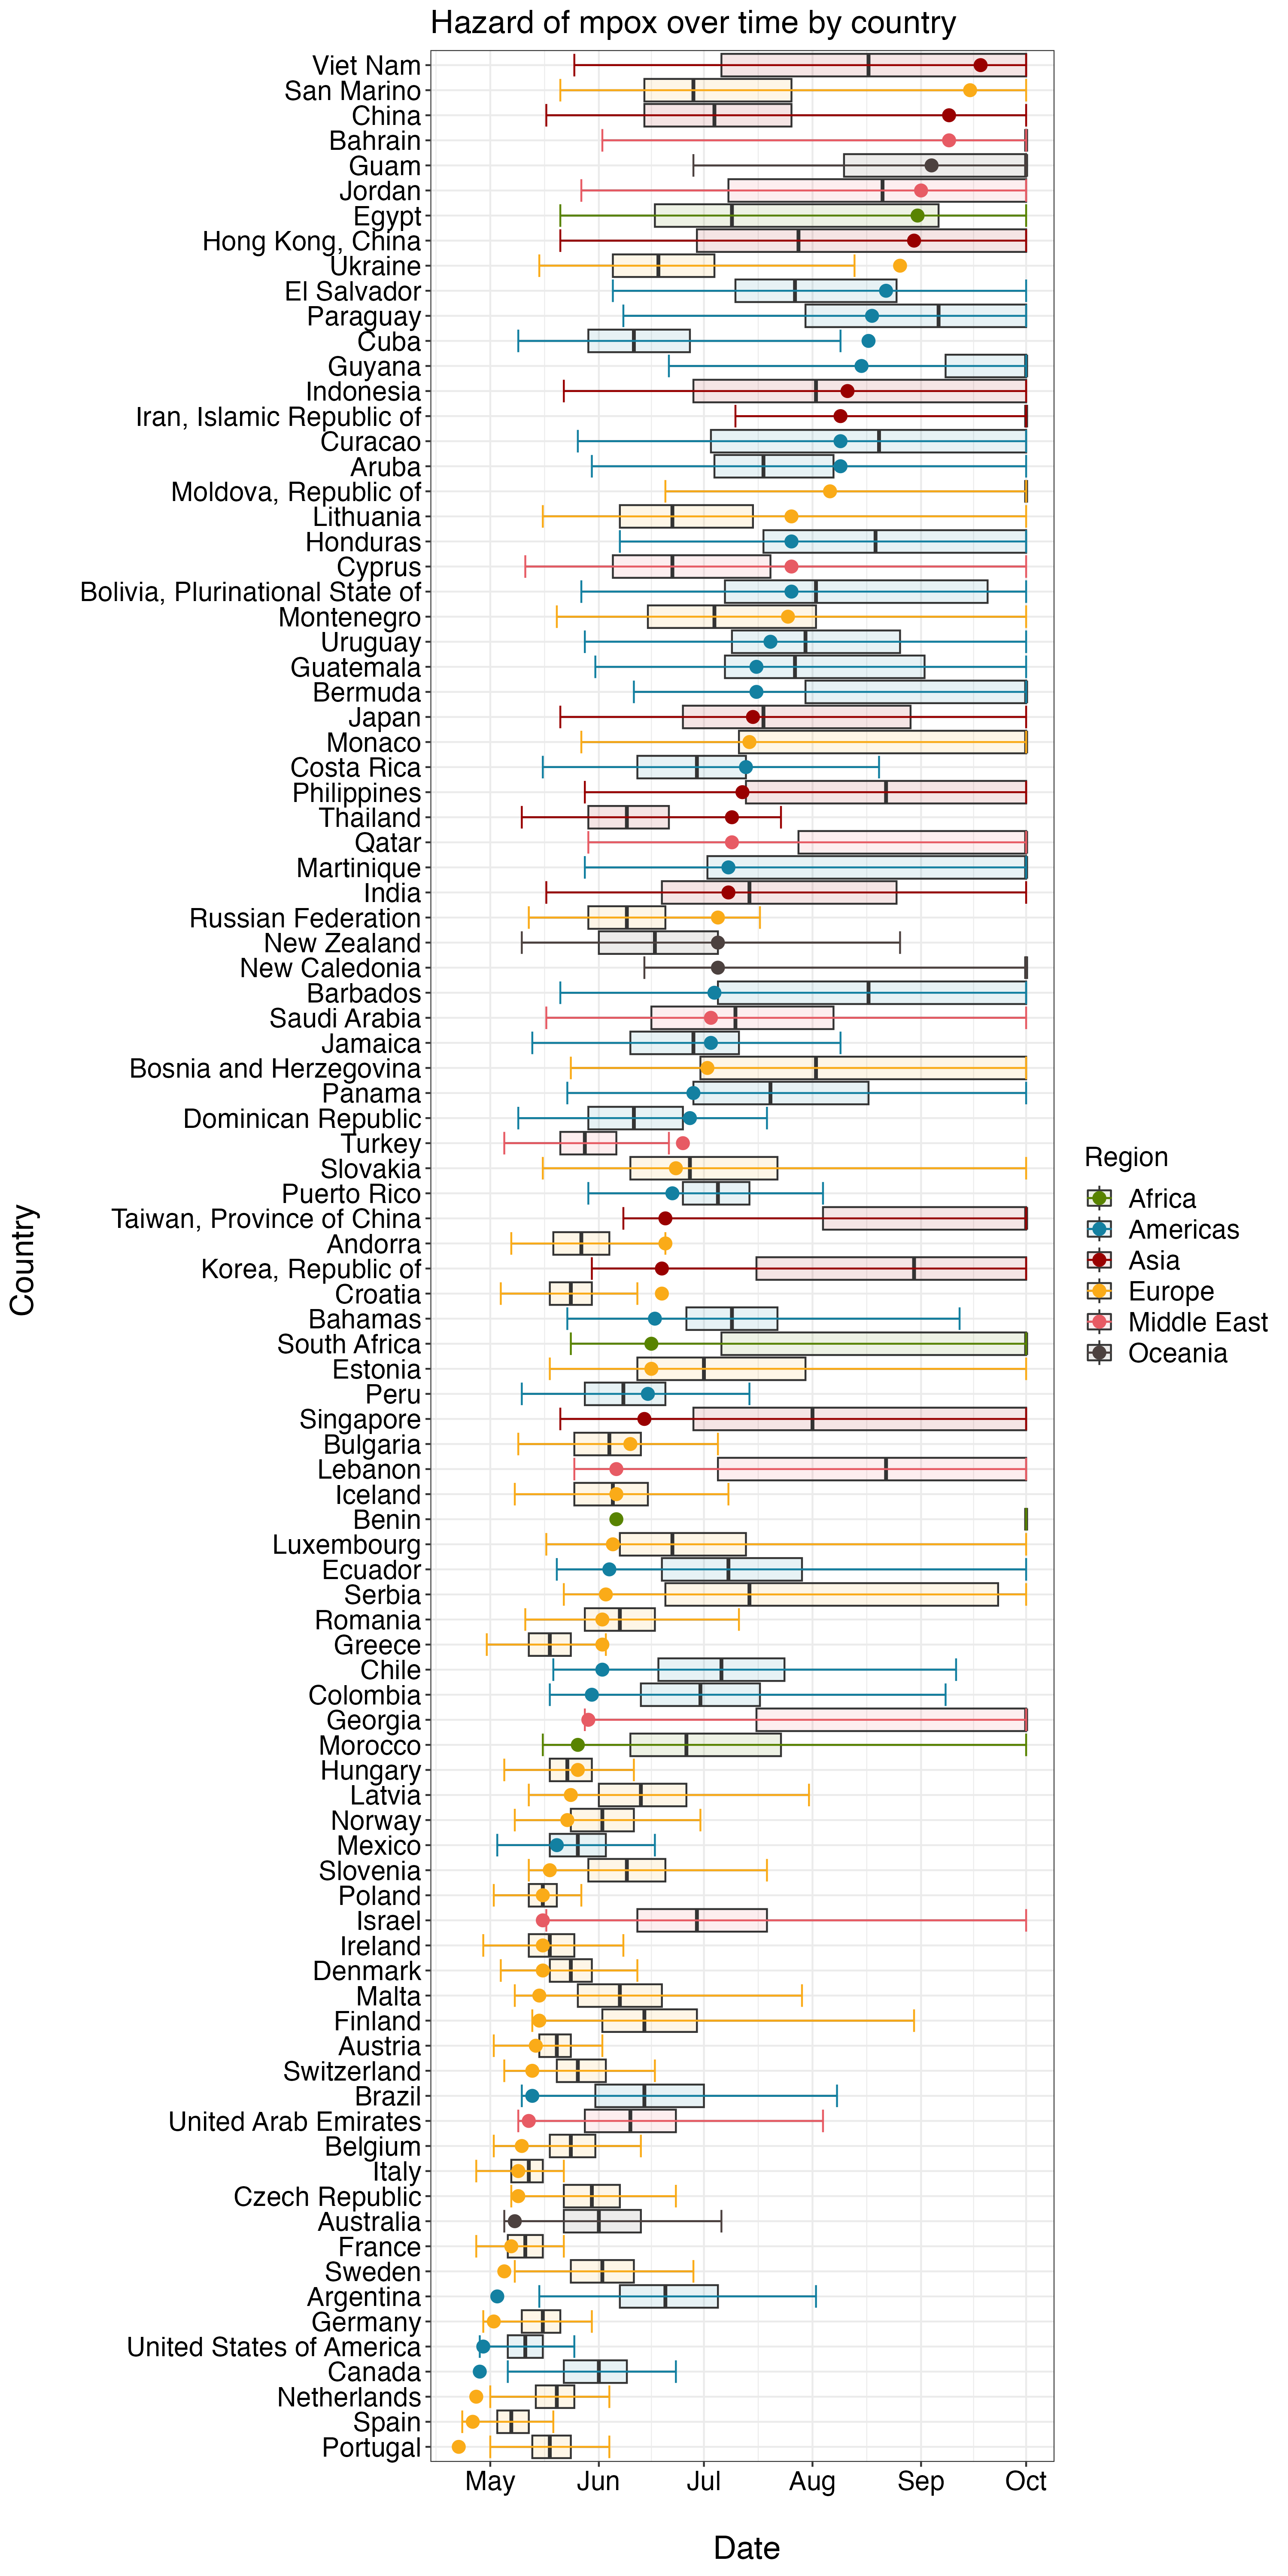 Hazard of mpox over time by country
Viet Nam
San Marino
China
Bahrain
Guam
Jordan
Egypt
Hong Kong, China
Ukraine
El Salvador
Paraguay
Cuba
Guyana
Indonesia
Iran, Islamic Republic of
Curacao
Aruba
Moldova, Republic of
Lithuania
Honduras
Cyprus
Bolivia, Plurinational State of
Montenegro
Uruguay
Guatemala
Bermuda
Japan
Monaco
Costa Rica
Philippines
Thailand
Qatar
Martinique
India
Russian Federation
New Zealand
New Caledonia
Barbados
Saudi Arabia
Jamaica
Bosnia and Herzegovina
Panama
Dominican Republic
Turkey
Slovakia
Puerto Rico
Taiwan, Province of China
Andorra
Korea, Republic of
Croatia
Bahamas
South Africa
Estonia
Peru
Singapore
Bulgaria
Lebanon
Iceland
Benin
Luxembourg
Ecuador
Serbia
Romania
Greece
Chile
Colombia
Georgia
Morocco
Hungary
Latvia
Norway
Mexico
Slovenia
Poland
Israel
Ireland
Denmark
Malta
Finland
Austria
Switzerland
Brazil
United Arab Emirates
Belgium
Italy
Czech Republic
Australia
France
Sweden
Argentina
Germany
United States of America
Canada
Netherlands
Spain
Portugal
Country
May Jun Jul Aug Sep Oct
Date
Region
Africa
Americas
Asia
Europe
Middle East
Oceania